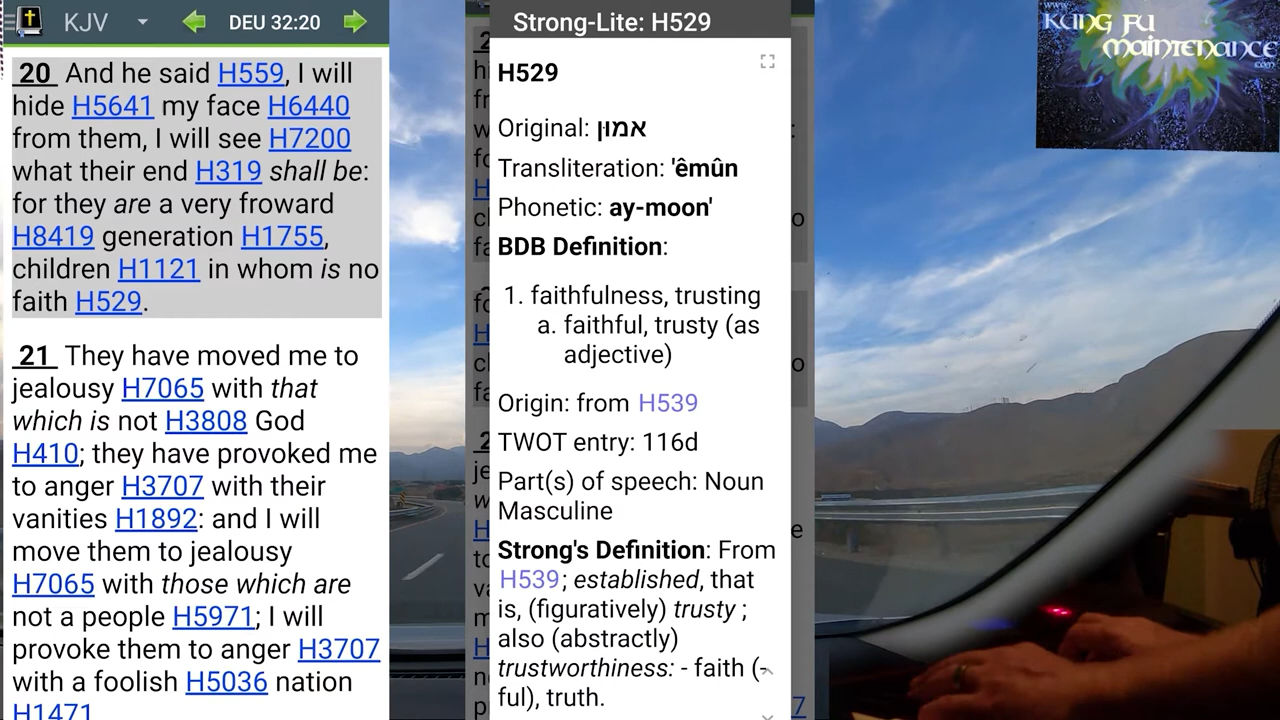 KJV
DEU 32:20
20 And he said H559, I will
hide H5641 my face H6440
from them, I will see H7200
what their end H319 shall be:
for they are a very froward
H8419 generation H1755,
children H1121 in whom is no
faith H529.
21 They have moved me to
jealousy H7065 with that
which is not H3808 God
H410; they have provoked me
to anger H3707 with their
vanities H1892: and I will
move them to jealousy
H7065 with those which are
not a people H5971; I will
provoke them to anger H3707
with a foolish H5036 nation
H1471
Strong-Lite: H529
H529
Original: אמוּן
Transliteration: 'êmûn
Phonetic: ay-moon'
BDB Definition:
1. faithfulness, trusting
a. faithful, trusty (as
adjective)
Origin: from H539
TWOT entry: 116d
Part(s) of speech: Noun
Masculine
Strong's Definition: From
H539; established, that
is, (figuratively) trusty ;
also (abstractly)
trustworthiness: - faith (-
ful), truth.
www.
KUNG FU
MAINTENANCE
.com